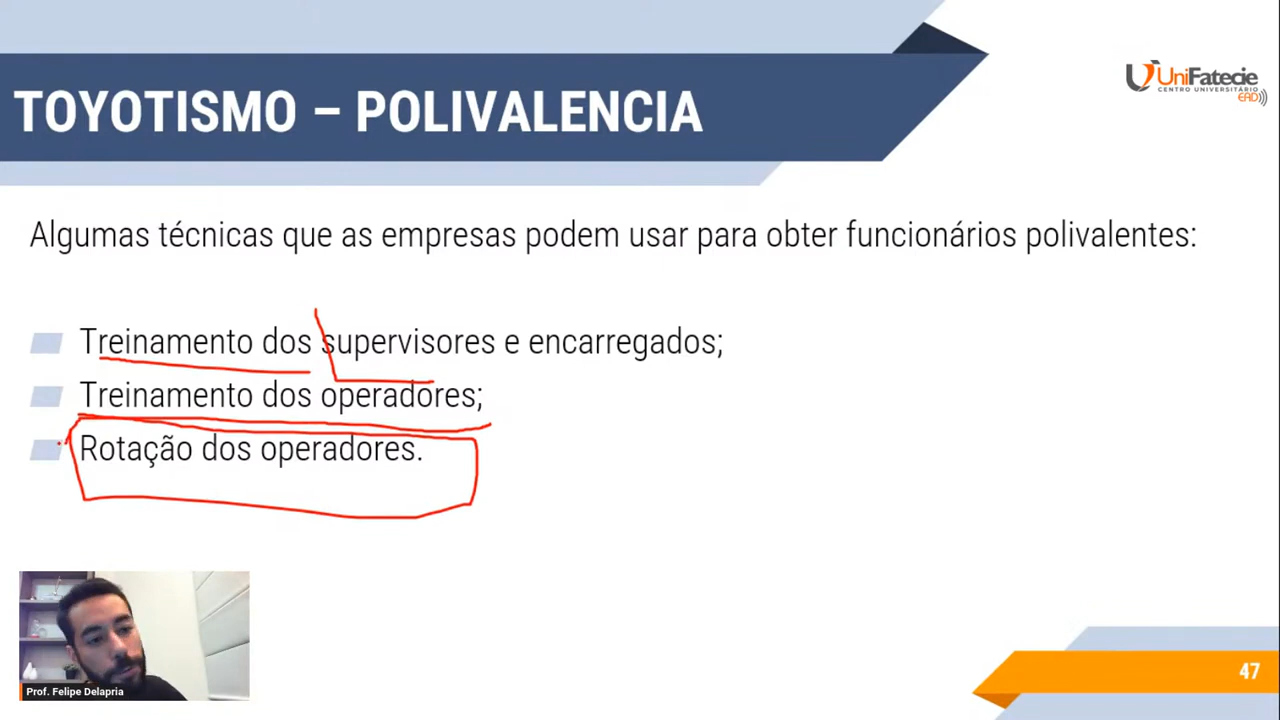 TOYOTISMO – POLIVALENCIA
UniFatecie
CENTRO UNIVERSITÁRIO
EAD
Algumas técnicas que as empresas podem usar para obter funcionários polivalentes:
Treinamento dos supervisores e encarregados;
Treinamento dos operadores;
Rotação dos operadores.
Prof. Felipe Delapria
47